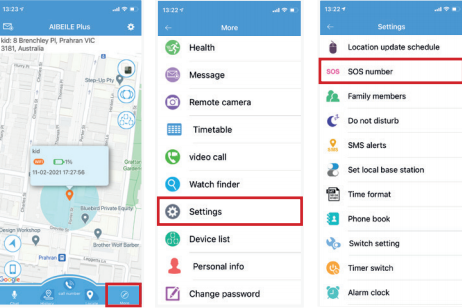 13:23
AIBEILE Plus
kid: 8 Brenchley Pl, Prahran VIC
3181, Australia
Step-Up Pty
kid
1%
11-02-2021 17:27:56
Grattan
Gardens
Bluebird Private Equity
Design Workshop
Brother Wolf Barber
Prahran
Google
More
13:22
More
Health
Message
Remote camera
Timetable
video call
Watch finder
Settings
Device list
Personal info
Change password
13:22
Settings
Location update schedule
SOS SOS number
Family members
Do not disturb
SMS alerts
Set local base station
Time format
Phone book
Switch setting
Timer switch
Alarm clock